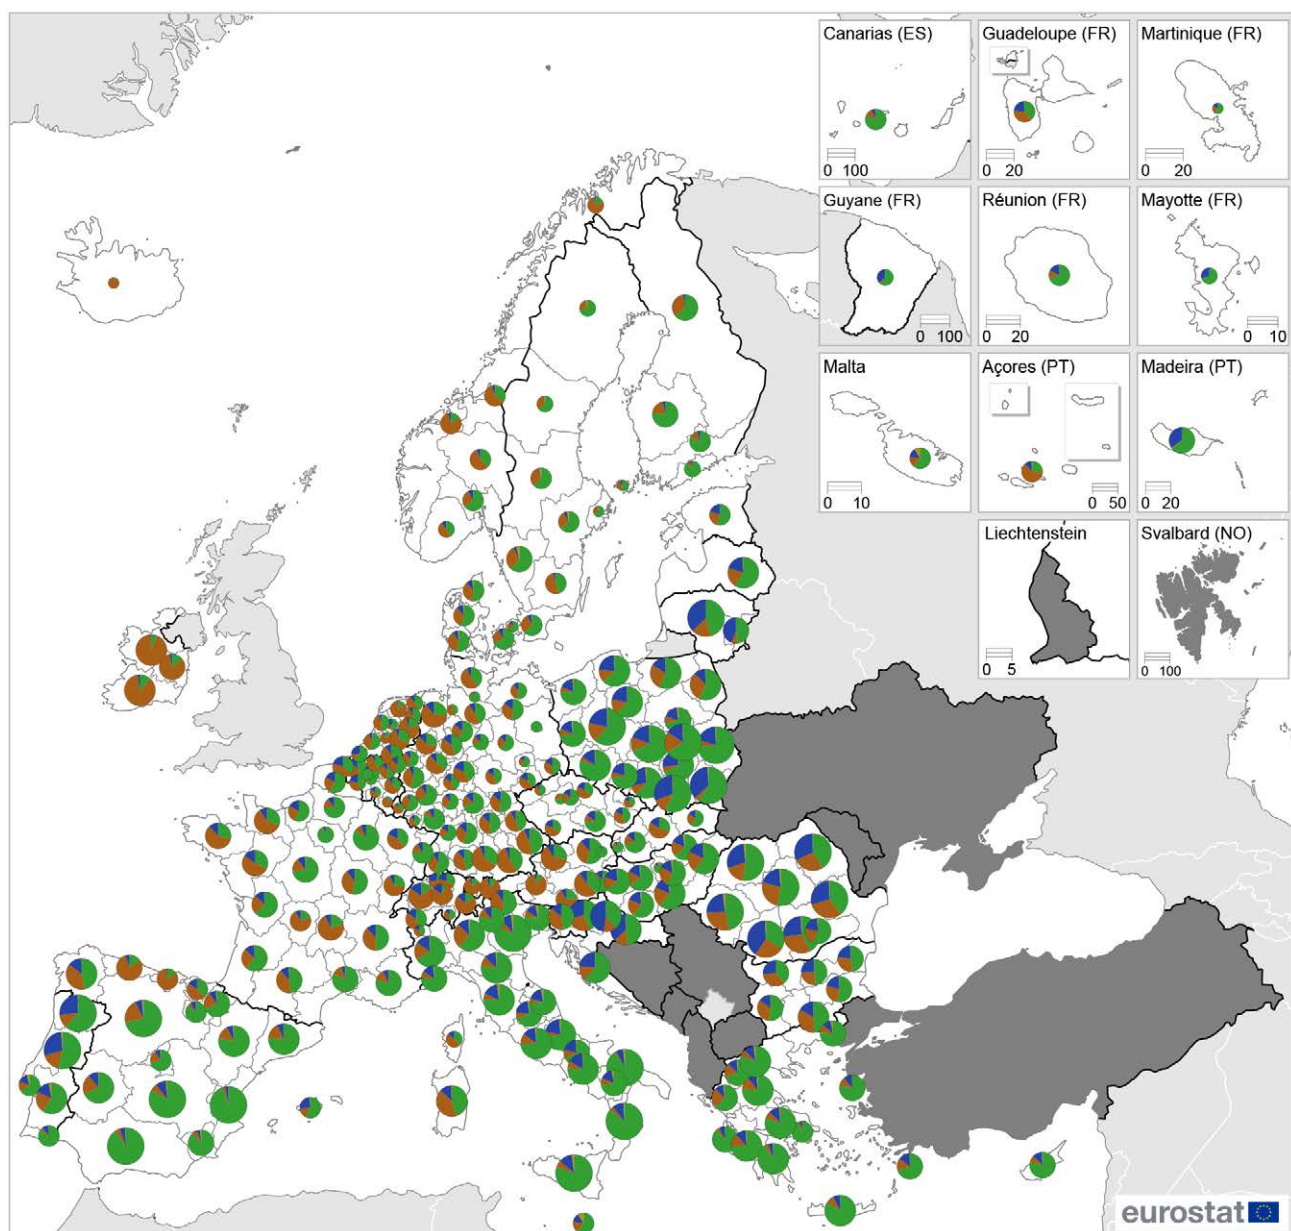 Canarias (ES)
0 100
Guadeloupe (FR)
0 20
Martinique (FR)
0 20
Guyane (FR)
0 100
Réunion (FR)
0 20
Mayotte (FR)
0 10
Malta
0 10
Açores (PT)
0 50
Madeira (PT)
0 20
Liechtenstein
0 5
Svalbard (NO)
0 100
eurostat